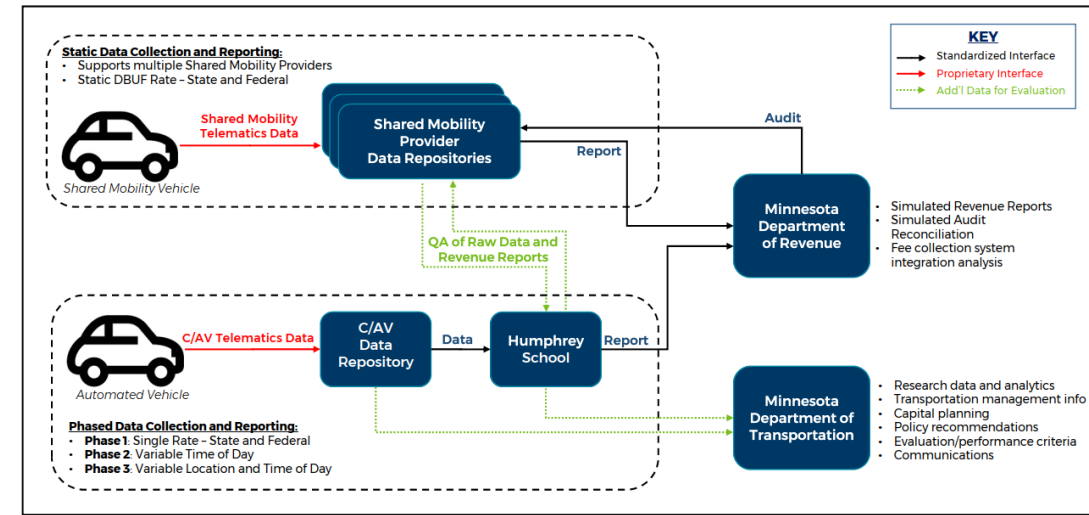 Static Data Collection and Reporting:
• Supports multiple Shared Mobility Providers
• Static DBUF Rate – State and Federal
Shared Mobility
Telematics Data
Shared Mobility Vehicle
Shared Mobility
Provider
Data Repositories
Audit
Report
KEY
Standardized Interface
Proprietary Interface
Add'l Data for Evaluation
Minnesota
Department
of Revenue
• Simulated Revenue Reports
• Simulated Audit
Reconciliation
• Fee collection system
integration analysis
QA of Raw Data and
Revenue Reports
C/AV Telematics Data
Automated Vehicle
C/AV
Data
Repository
Data
Humphrey
School
Report
Minnesota
Department of
Transportation
• Research data and analytics
• Transportation management info
• Capital planning
• Policy recommendations
• Evaluation/performance criteria
• Communications
Phased Data Collection and Reporting:
• Phase 1: Single Rate – State and Federal
• Phase 2: Variable Time of Day
• Phase 3: Variable Location and Time of Day